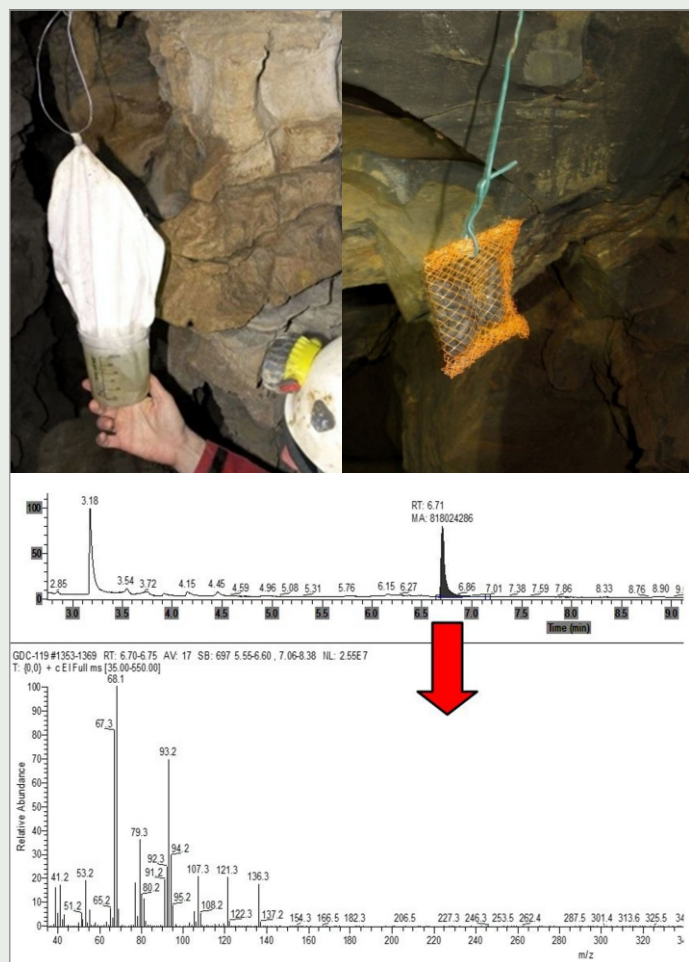 RT: 6.71
MA: 818024286
3.18
100
50
0
2.85 3.54 3.72 4.15 4.45 4.59 4.96 5.08 5.31 5.76 6.15 6.27 6.86 7.01 7.38 7.59 7.86 8.33 8.76 8.90
3.0 3.5 4.0 4.5 5.0 5.5 6.0 6.5 7.0 7.5 8.0 8.5 9.0
Time (min)
GDC-119 #1353-1369 RT: 6.70-6.75 AV: 17 SB: 697 5.55-6.60 , 7.06-8.38 NL: 2.55E7
T: {0,0} + c EI Full ms [35.00-550.00]
Relative Abundance
100
90
80
70
60
50
40
30
20
10
0
68.1
67.3
93.2
79.3
94.2
92.3
91.2
41.2 53.2 107.3 121.3 136.3
80.2
95.2
65.2
51.2 108.2
122.3 137.2 154.3 166.5 182.3 206.5 227.3 246.3 253.5 262.4 287.5 301.4 313.6 325.5
40 60 80 100 120 140 160 180 200 220 240 260 280 300 320
m/z